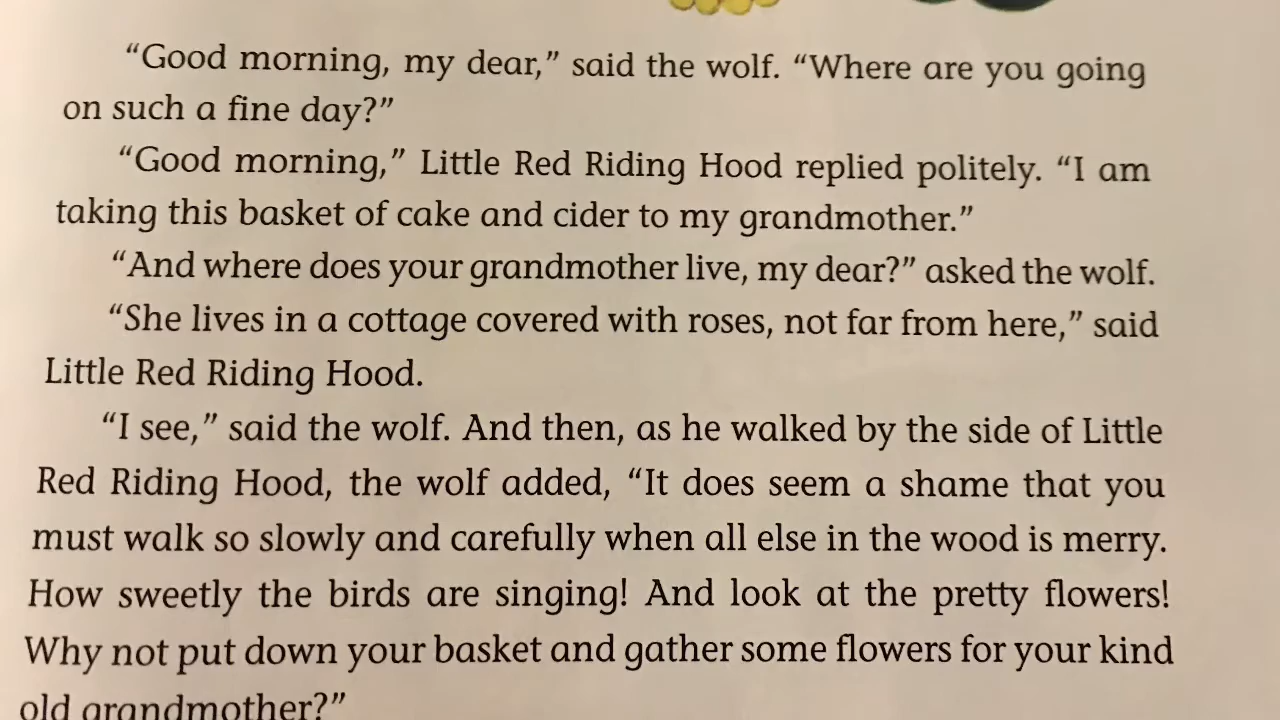 “Good morning, my dear,” said the wolf. “Where are you going
on such a fine day?”
“Good morning,” Little Red Riding Hood replied politely. “I am
taking this basket of cake and cider to my grandmother.”
“And where does your grandmother live, my dear?” asked the wolf.
“She lives in a cottage covered with roses, not far from here,” said
Little Red Riding Hood.
“I see,” said the wolf. And then, as he walked by the side of Little
Red Riding Hood, the wolf added, “It does seem a shame that you
must walk so slowly and carefully when all else in the wood is merry.
How sweetly the birds are singing! And look at the pretty flowers!
Why not put down your basket and gather some flowers for your kind
old grandmother?”